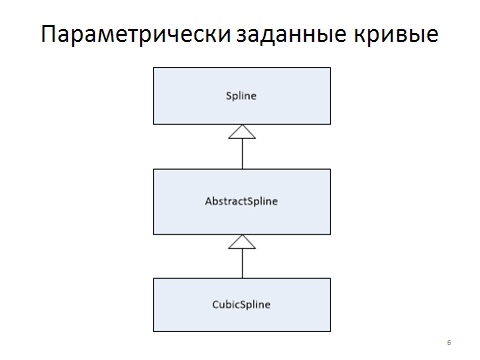 Параметрически заданные кривые
Spline
AbstractSpline
CubicSpline
6